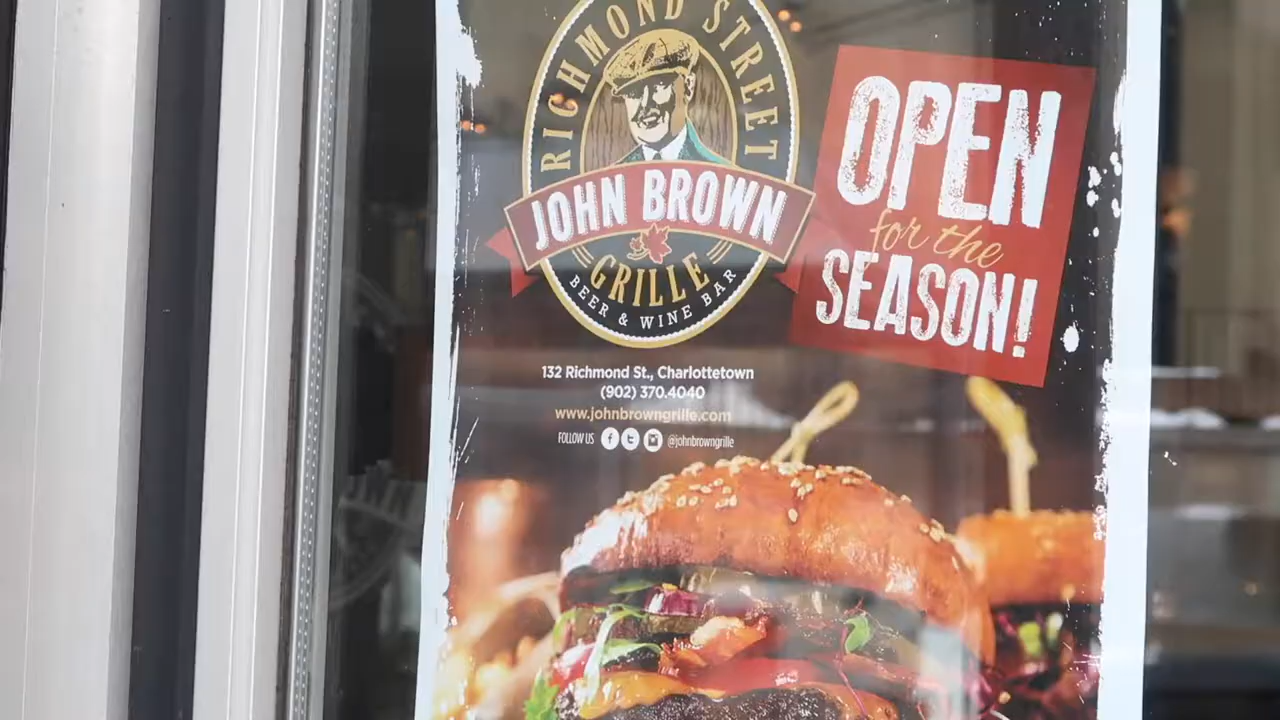 RICHMOND STREET
JOHN BROWN
GRILLE
BEER & WINE BAR
OPEN
for the
SEASON!
132 Richmond St., Charlottetown
(902) 370.4040
www.johnbrowngrille.com
FOLLOW US
@johnbrowngrille